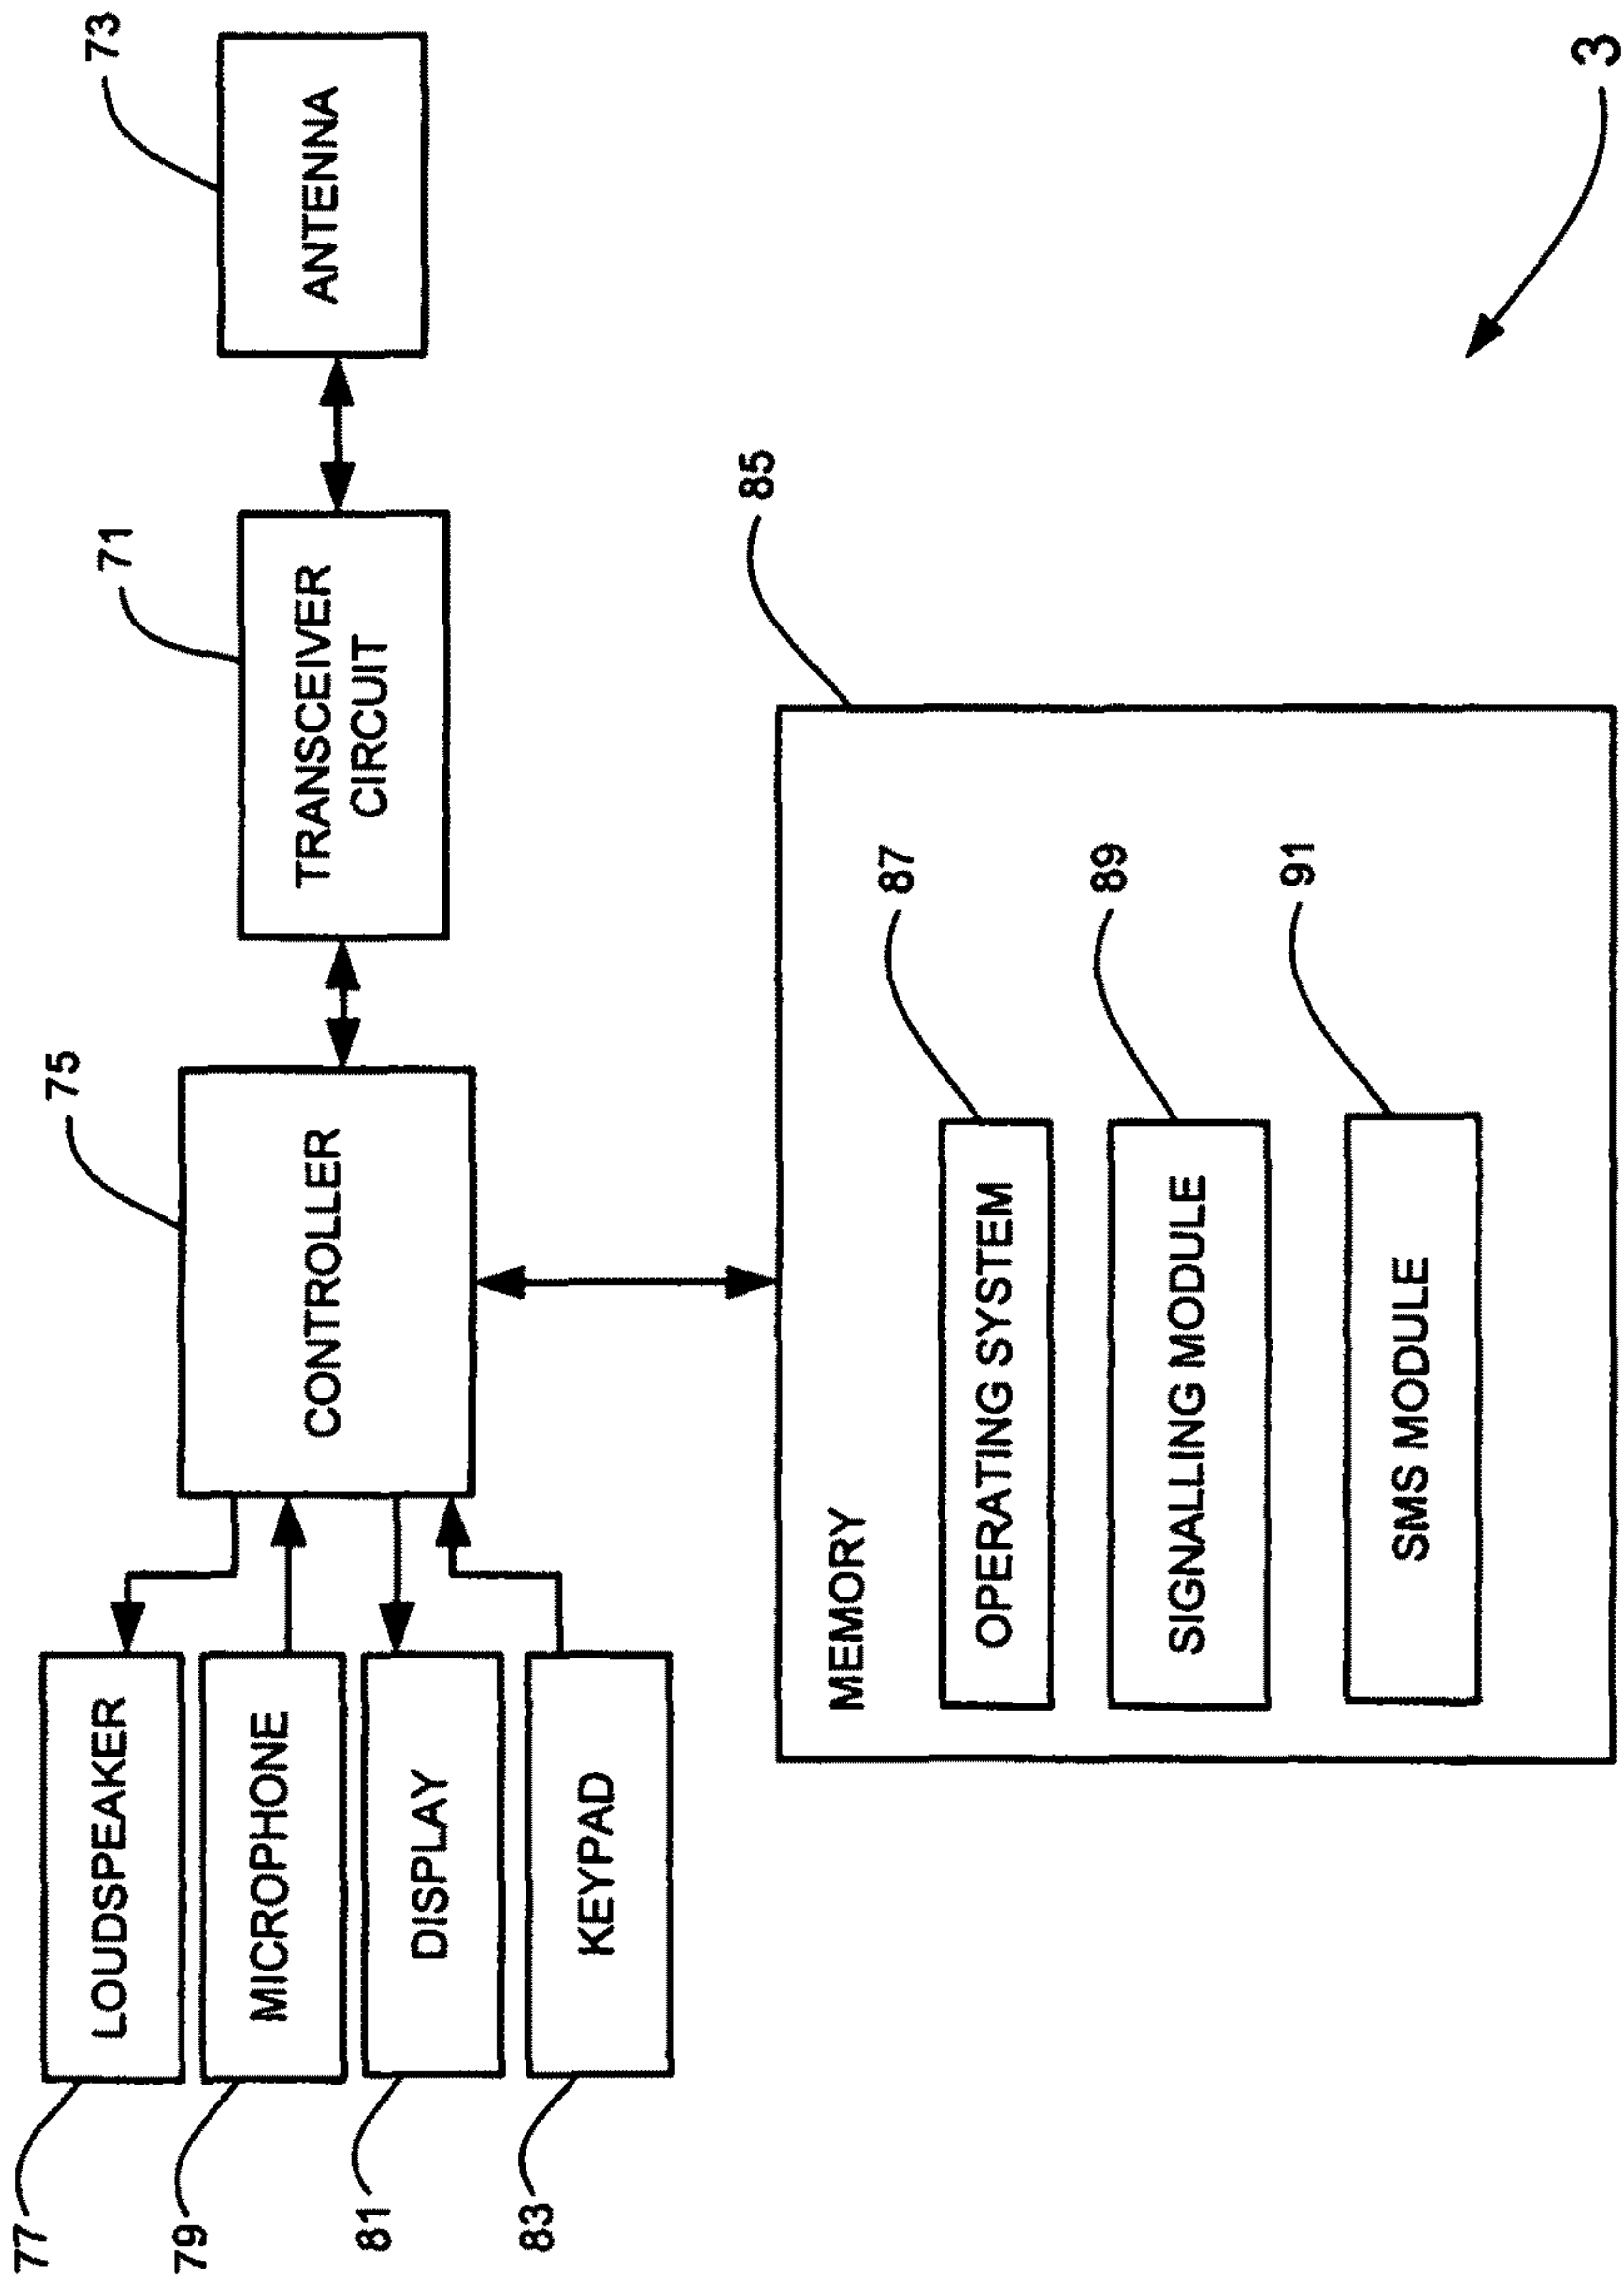 77
LOUDSPEAKER
79
MICROPHONE
81
DISPLAY
83
KEYPAD
75
CONTROLLER
71
TRANSCEIVER
CIRCUIT
73
ANTENNA
85
MEMORY
87
OPERATING SYSTEM
89
SIGNALLING MODULE
91
SMS MODULE
3